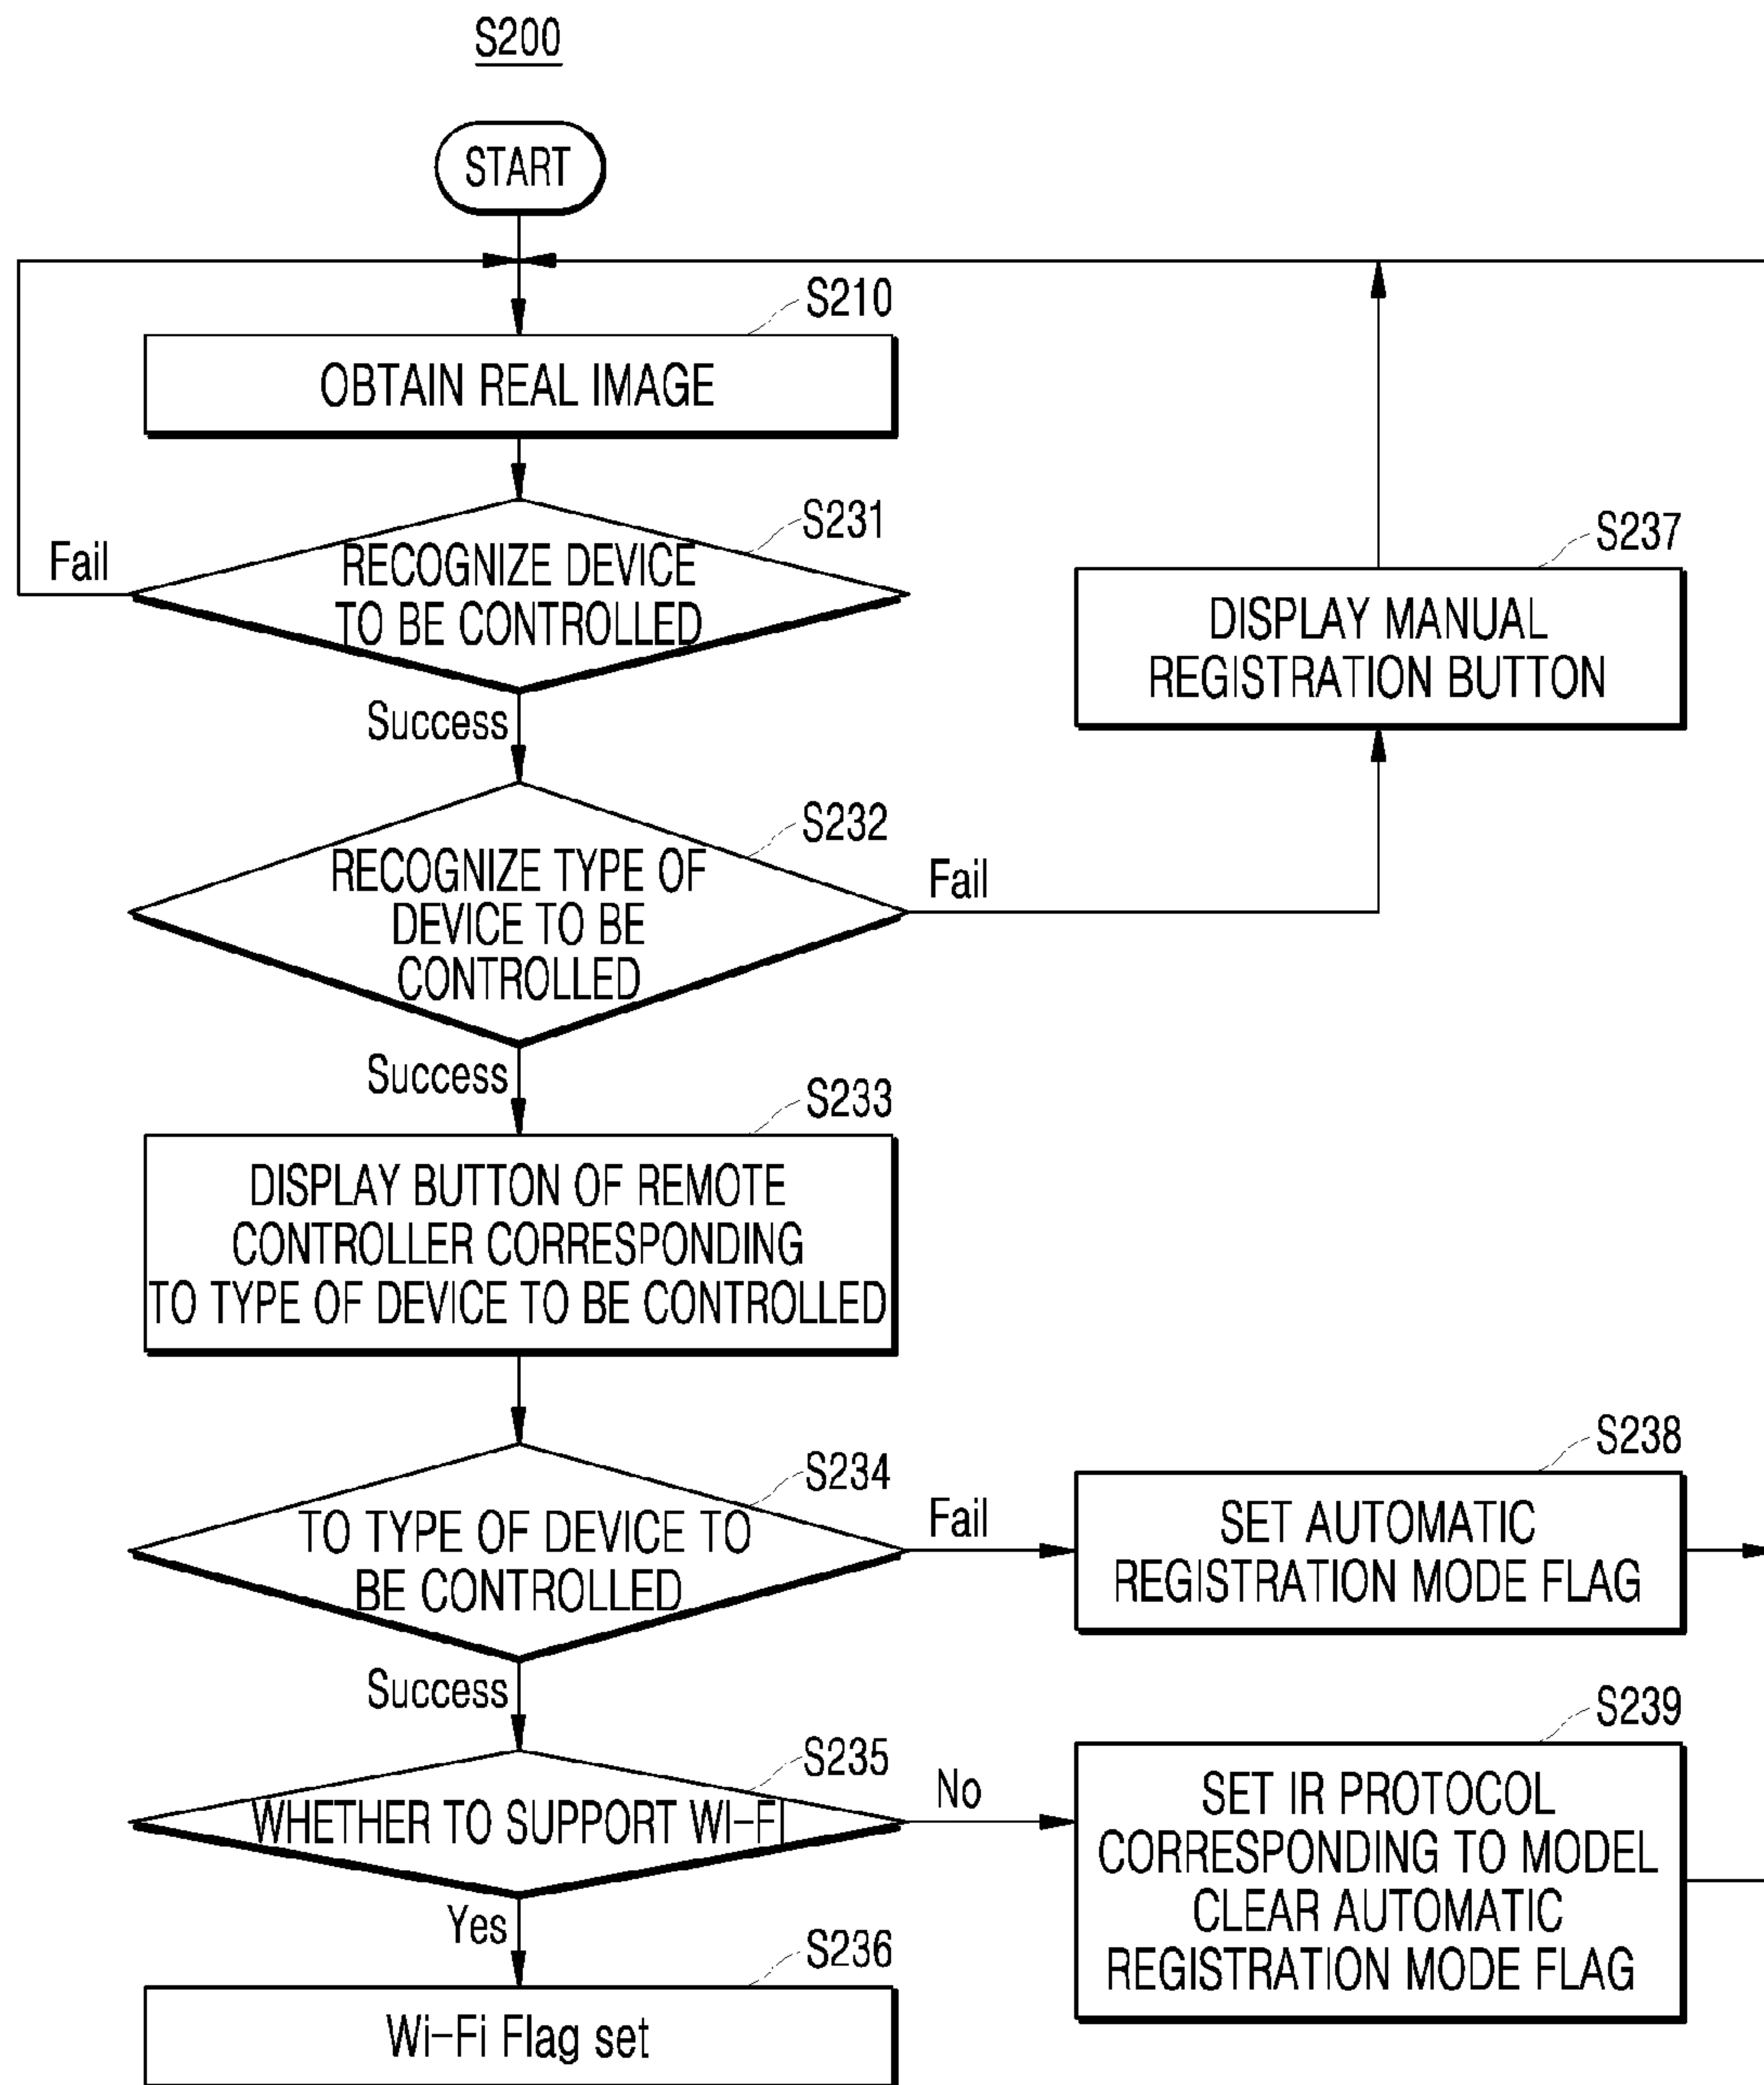 S200
START
S210
OBTAIN REAL IMAGE
S231
Fail
RECOGNIZE DEVICE
TO BE CONTROLLED
S237
DISPLAY MANUAL
REGISTRATION BUTTON
Success
S232
RECOGNIZE TYPE OF
DEVICE TO BE
CONTROLLED
Fail
Success
S233
DISPLAY BUTTON OF REMOTE
CONTROLLER CORRESPONDING
TO TYPE OF DEVICE TO BE CONTROLLED
S234
TO TYPE OF DEVICE TO
BE CONTROLLED
Fail
S238
SET AUTOMATIC
REGISTRATION MODE FLAG
Success
S235
WHETHER TO SUPPORT WI-FI
No
S239
SET IR PROTOCOL
CORRESPONDING TO MODEL
CLEAR AUTOMATIC
REGISTRATION MODE FLAG
Yes
S236
Wi-Fi Flag set